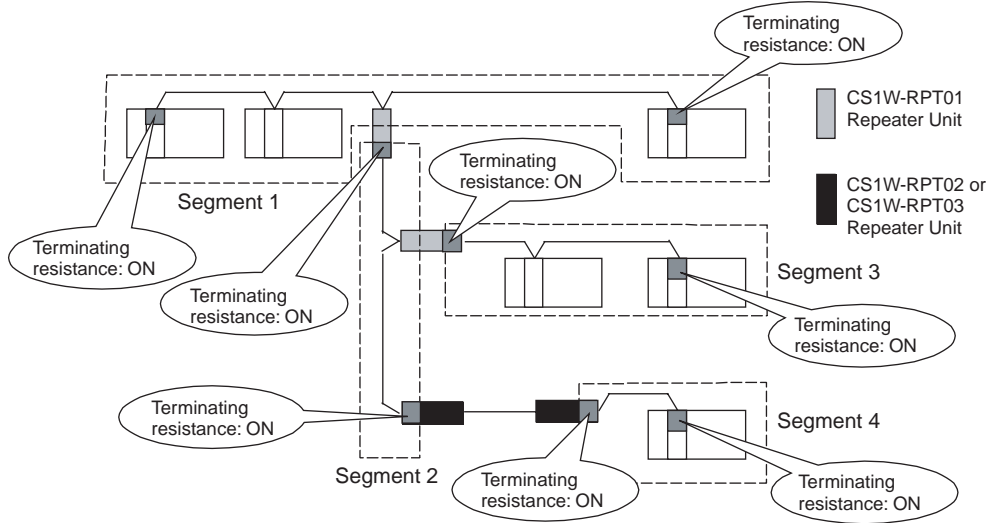 Terminating
resistance: ON
CS1W-RPT01
Repeater Unit
Terminating
resistance: ON
CS1W-RPT02 or
CS1W-RPT03
Repeater Unit
Segment 1
Terminating
resistance: ON
Segment 3
Terminating
resistance: ON
Terminating
resistance: ON
Terminating
resistance: ON
Segment 4
Segment 2
Terminating
resistance: ON
Terminating
resistance: ON